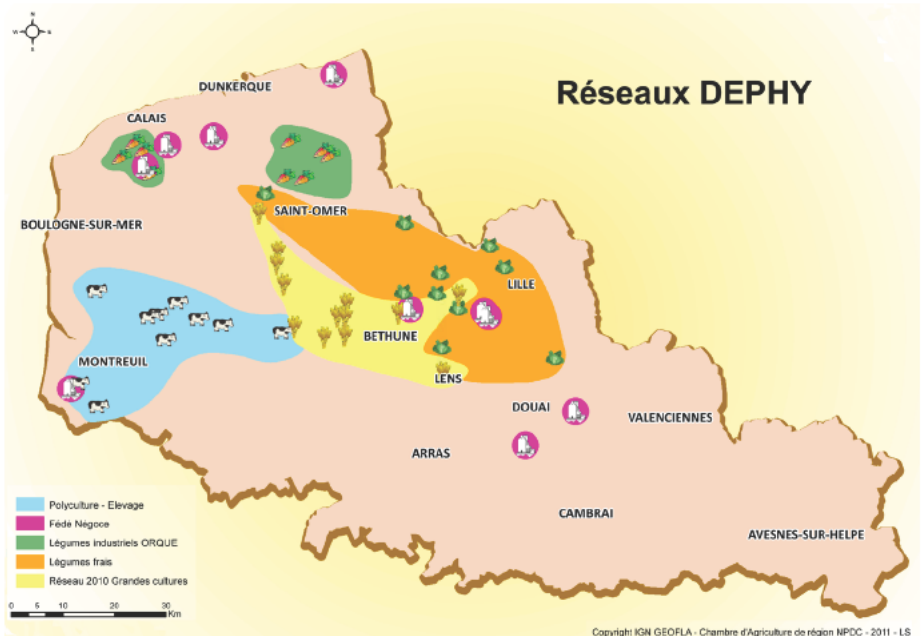 N
W
E
S
Réseaux DEPHY
DUNKERQUE
CALAIS
SAINT-OMER
BOULOGNE-SUR-MER
LILLE
BETHUNE
MONTREUIL
LENS
DOUAI
VALENCIENNES
ARRAS
CAMBRAI
AVESNES-SUR-HELPE
Polyculture - Elevage
Fédé Négoce
Légumes industriels ORQUE
Légumes frais
Réseau 2010 Grandes cultures
0 5 10 20 30
Km
Copyright IGN GEOFLA - Chambre d'Agriculture de région NPDC - 2011 - LS